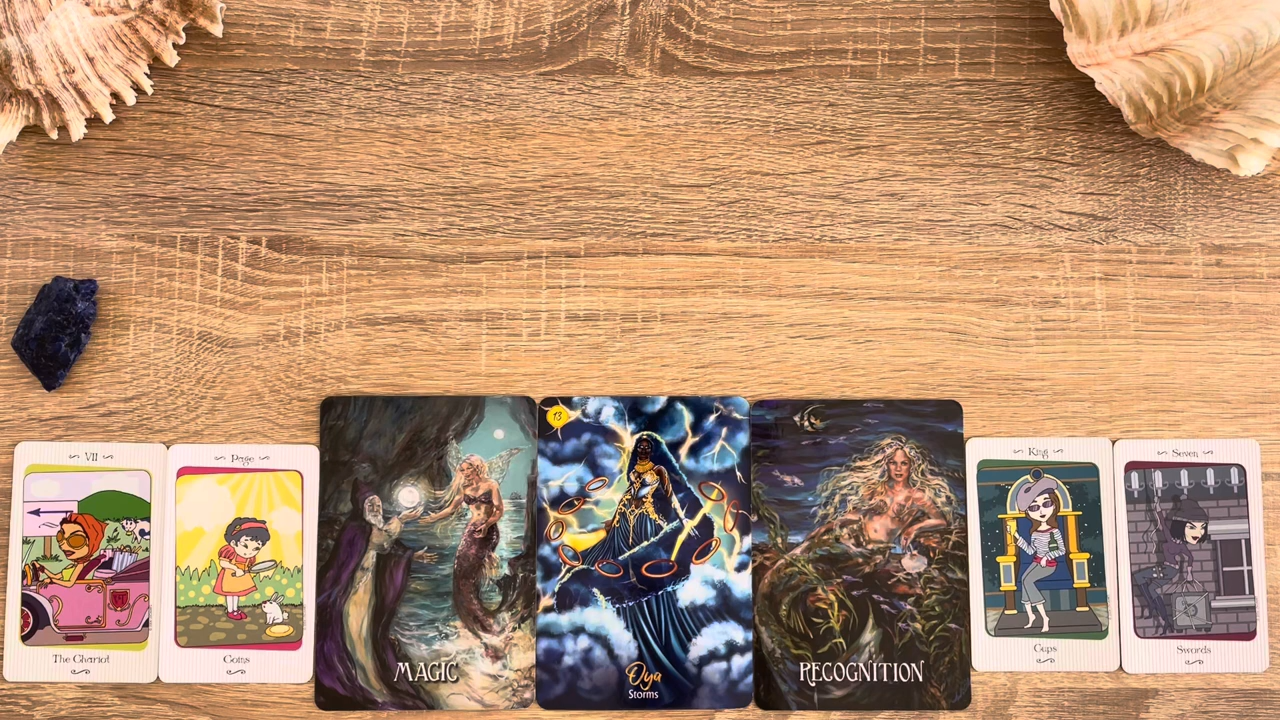 VII
The Chariot
Page
Coins
MAGIC
13
Oya
Storms
RECOGNITION
King
Cups
Seven
Swords